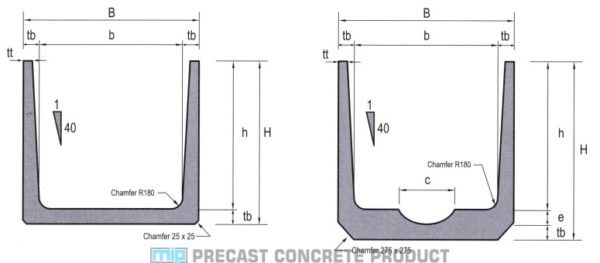 B
tb b tb
tt
1
40
h H
Chamfer R180
tb
Chamfer 25 x 25
B
tb b tb
tt
1
40
h H
Chamfer R180
c
e
tb
Chamfer 275 x 275
mip PRECAST CONCRETE PRODUCT